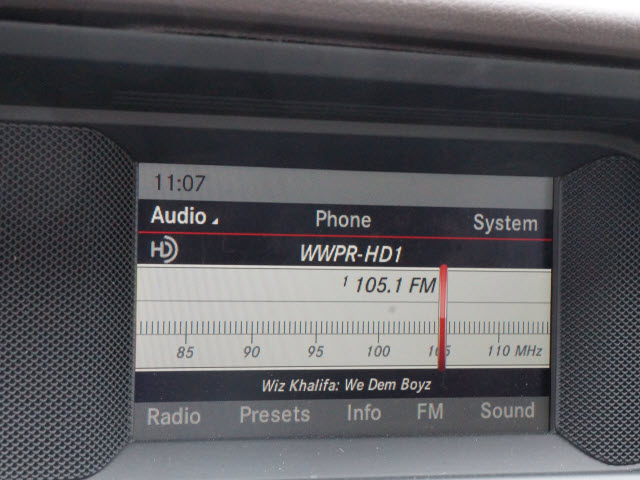 11:07
Audio Phone System
HD WWPR-HD1
1 105.1 FM
85 90 95 100 105 110 MHz
Wiz Khalifa: We Dem Boyz
Radio Presets Info FM Sound